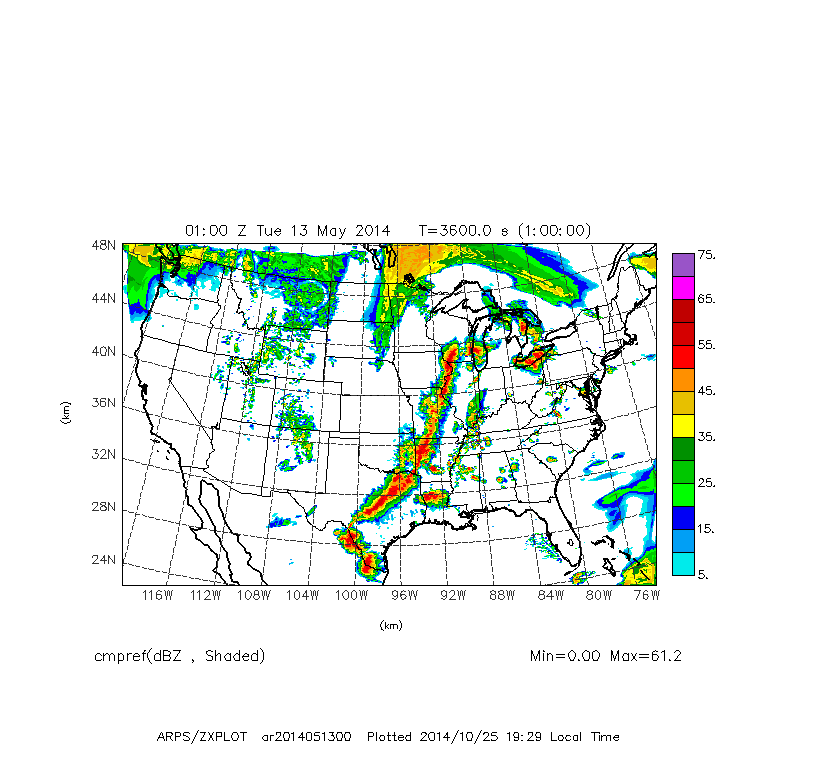 01:00 Z Tue 13 May 2014 T=3600.0 s (1:00:00)
48N
44N
40N
36N
32N
28N
24N
(km)
75.
65.
55.
45.
35.
25.
15.
5.
116W 112W 108W 104W 100W 96W 92W 88W 84W 80W 76W
(km)
cmpref(dBZ , Shaded) Min=0.00 Max=61.2
ARPS/ZXPLOT ar2014051300 Plotted 2014/10/25 19:29 Local Time